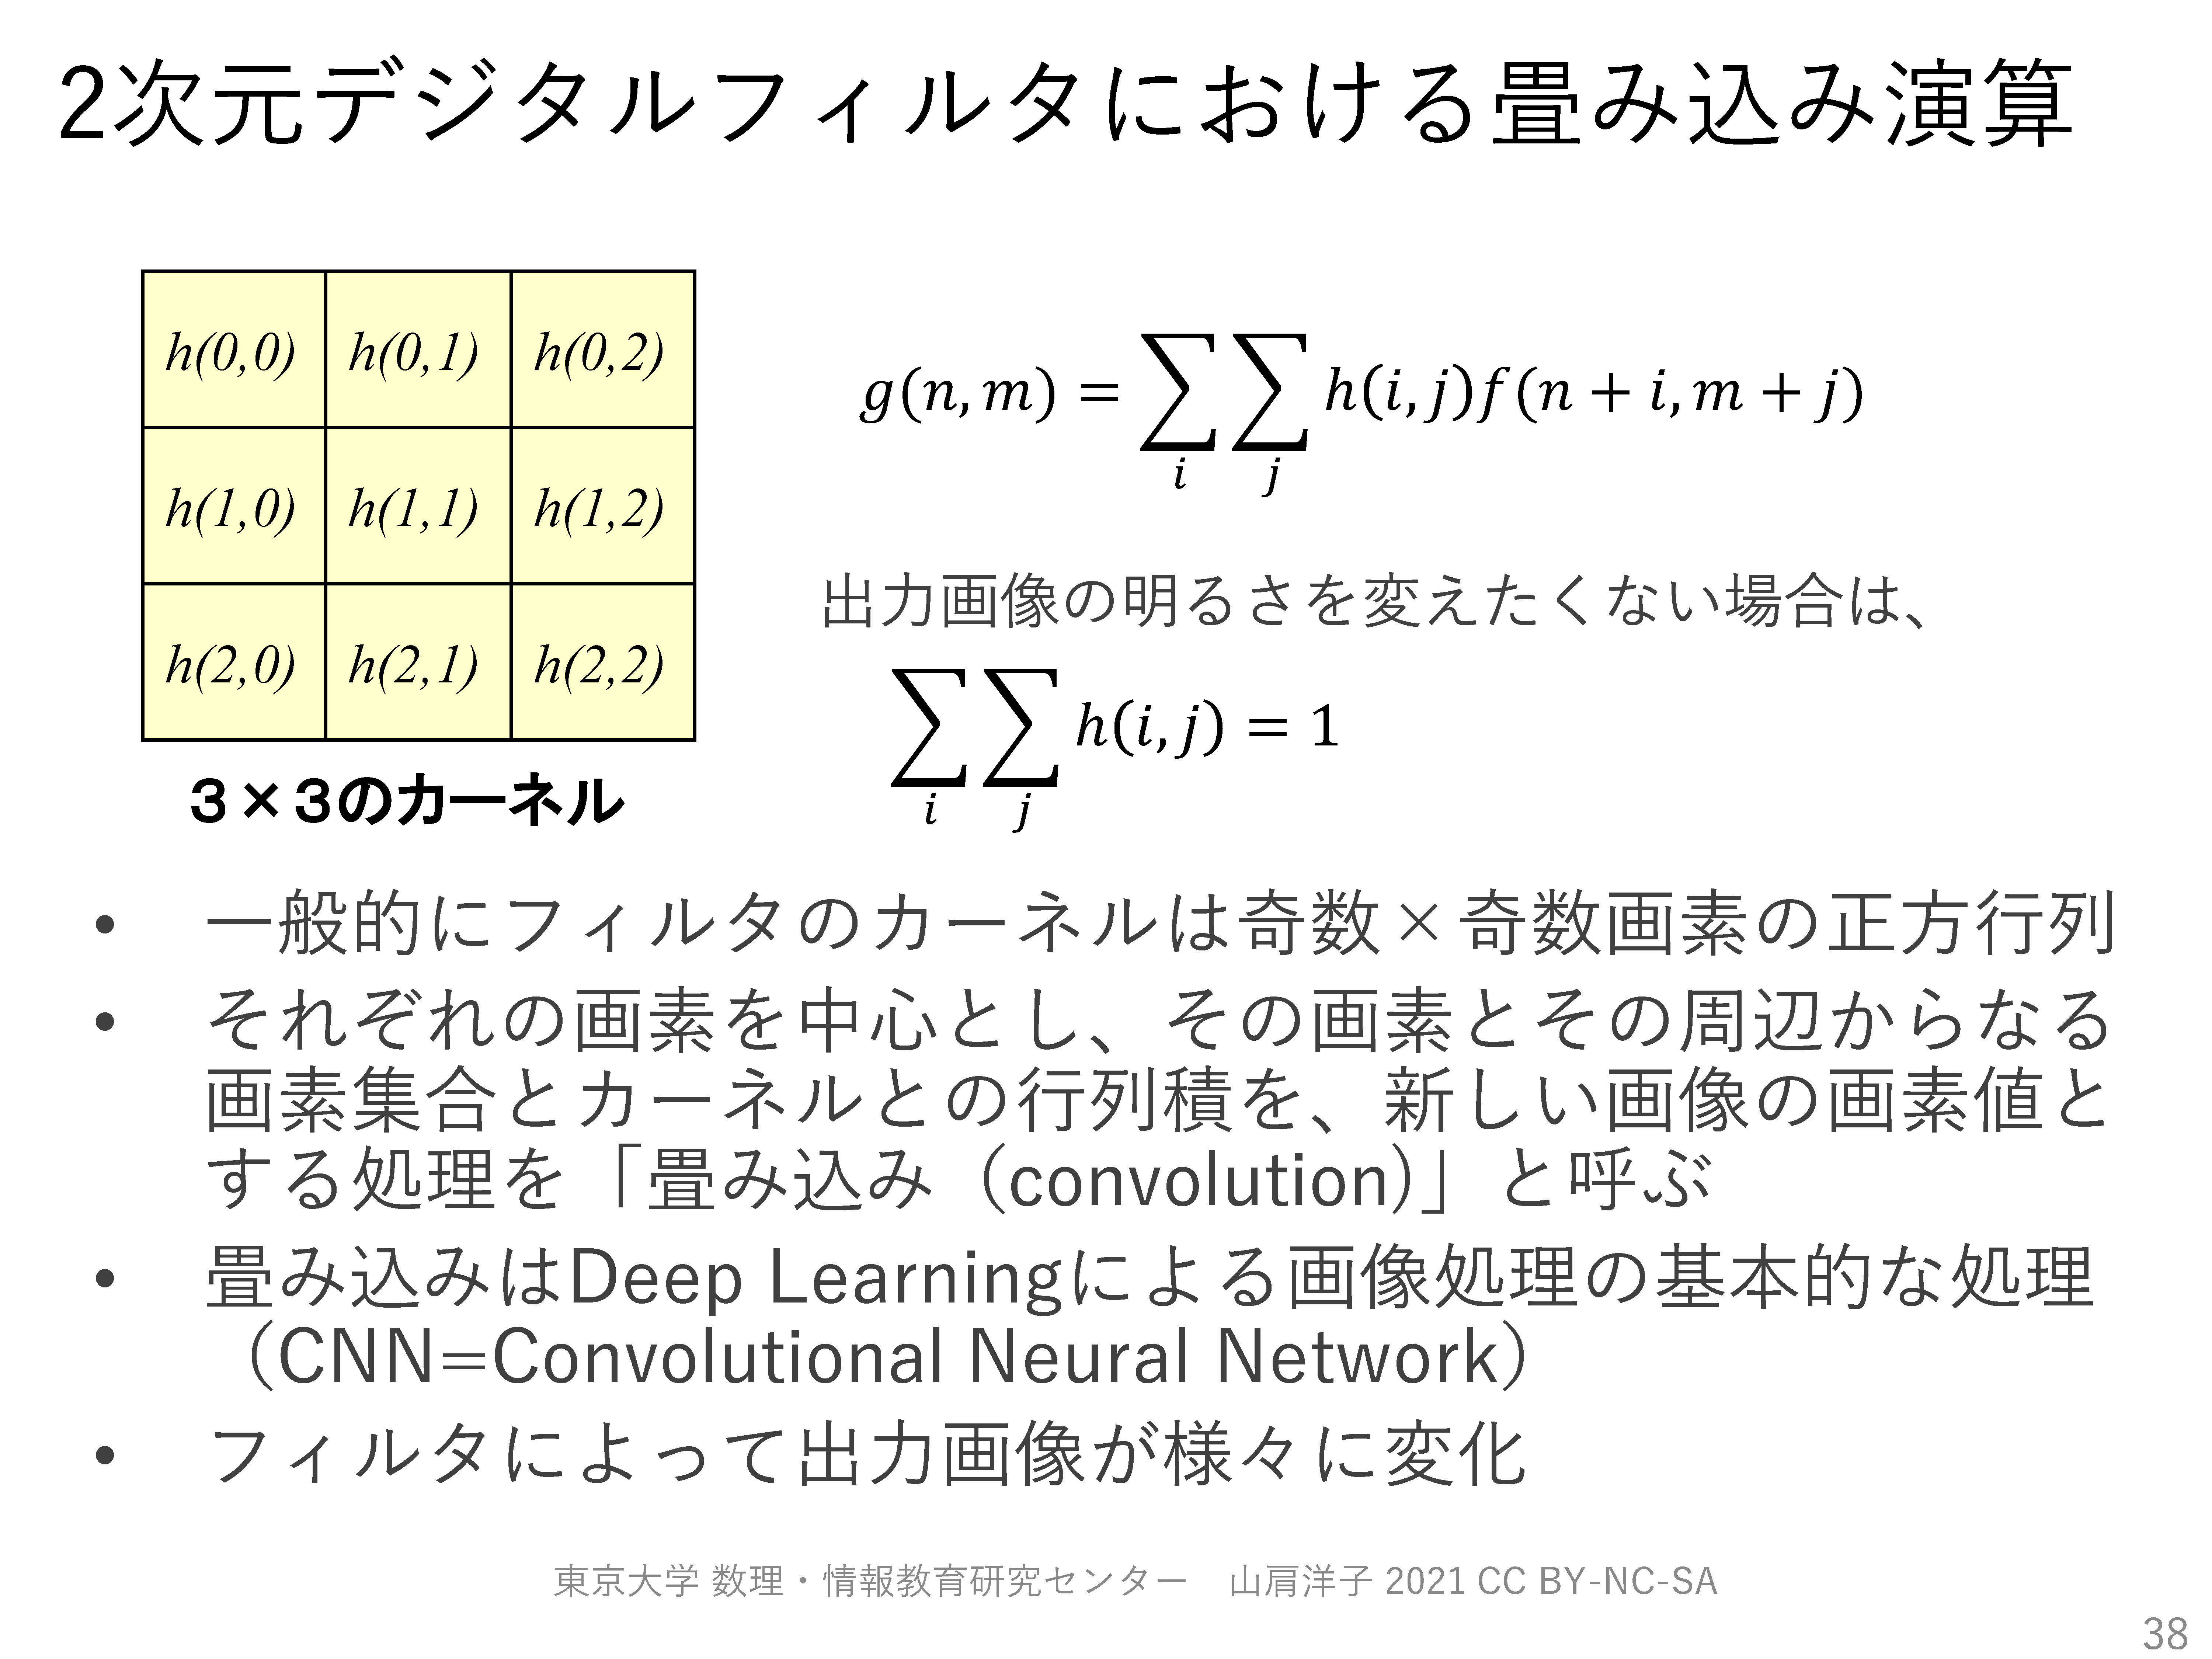 2次元デジタルフィルタにおける畳み込み演算
h(0,0) h(0,1) h(0,2)
h(1,0) h(1,1) h(1,2)
h(2,0) h(2,1) h(2,2)
３×３のカーネル
g(n,m) = ∑i ∑j h(i,j)f(n + i,m + j)
出力画像の明るさを変えたくない場合は、
∑i ∑j h(i,j) = 1
• 一般的にフィルタのカーネルは奇数×奇数画素の正方行列
• それぞれの画素を中心とし、その画素とその周辺からなる
画素集合とカーネルとの行列積を、新しい画像の画素値と
する処理を「畳み込み（convolution)」と呼ぶ
• 畳み込みはDeep Learningによる画像処理の基本的な処理
（CNN=Convolutional Neural Network）
• フィルタによって出力画像が様々に変化
東京大学 数理・情報教育研究センター　山肩洋子 2021 CC BY-NC-SA
38